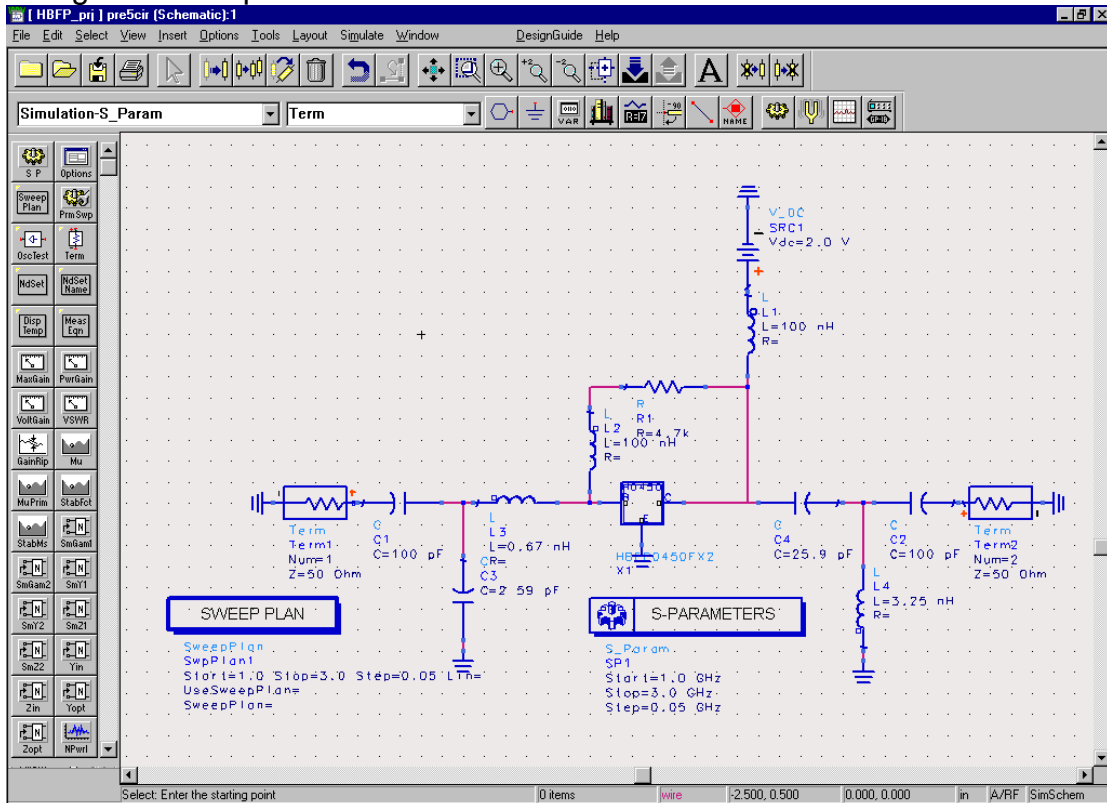 [ HBFP_prj ] pre5cir (Schematic):1
File Edit Select View Insert Options Tools Layout Simulate Window DesignGuide Help
Simulation-S_Param Term
VAR
R=17
-90
NAME
S P Options
Sweep Plan Prm Swp
OscTest Term
NdSet NdSet Name
Disp Temp Meas Eqn
MaxGain PwrGain
VoltGain VSWR
GainRip Mu
MuPrim StabFct
StabMs SmGam1
SmGam2 SmY1
SmY2 SmZ1
SmZ2 Yin
Zin Yopt
Zopt NPwrl
V_DC
SRC1
Vdc=2.0 V
L
L1
L=100 nH
R=
R
R1
R=4.7k
L
L2
L=100 nH
R=
Term
Term1
Num=1
Z=50 Ohm
C
C1
C=100 pF
L
L3
L=0.67 nH
R=
C
C3
C=2.59 pF
B
C
E
X1
C
C4
C=25.9 pF
C
C2
C=100 pF
Term
Term2
Num=2
Z=50 Ohm
L
L4
L=3.25 nH
R=
SWEEP PLAN
SweepPlan
SwpPlan1
Start=1.0 Stop=3.0 Step=0.05 Lin=
UseSweepPlan=
SweepPlan=
S-PARAMETERS
S_Param
SP1
Start=1.0 GHz
Stop=3.0 GHz
Step=0.05 GHz
Select: Enter the starting point 0 items wire -2.500, 0.500 0.000, 0.000 in A/RF SimSchem